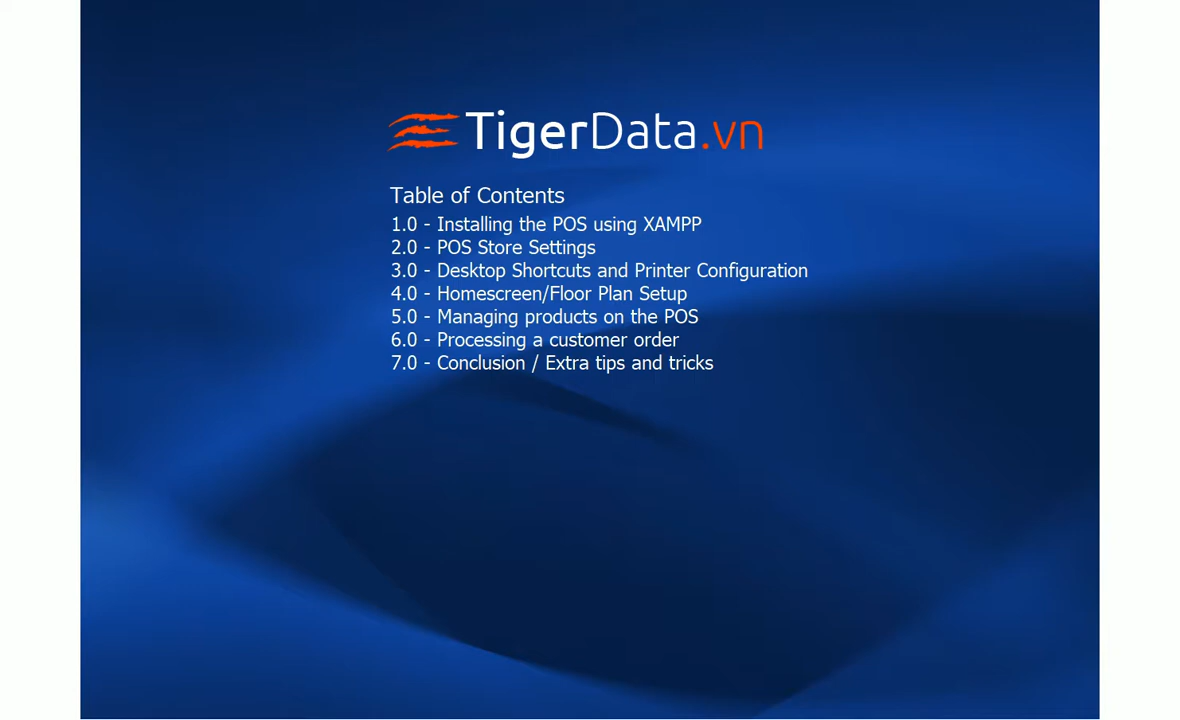 TigerData.vn
Table of Contents
1.0 - Installing the POS using XAMPP
2.0 - POS Store Settings
3.0 - Desktop Shortcuts and Printer Configuration
4.0 - Homescreen/Floor Plan Setup
5.0 - Managing products on the POS
6.0 - Processing a customer order
7.0 - Conclusion / Extra tips and tricks